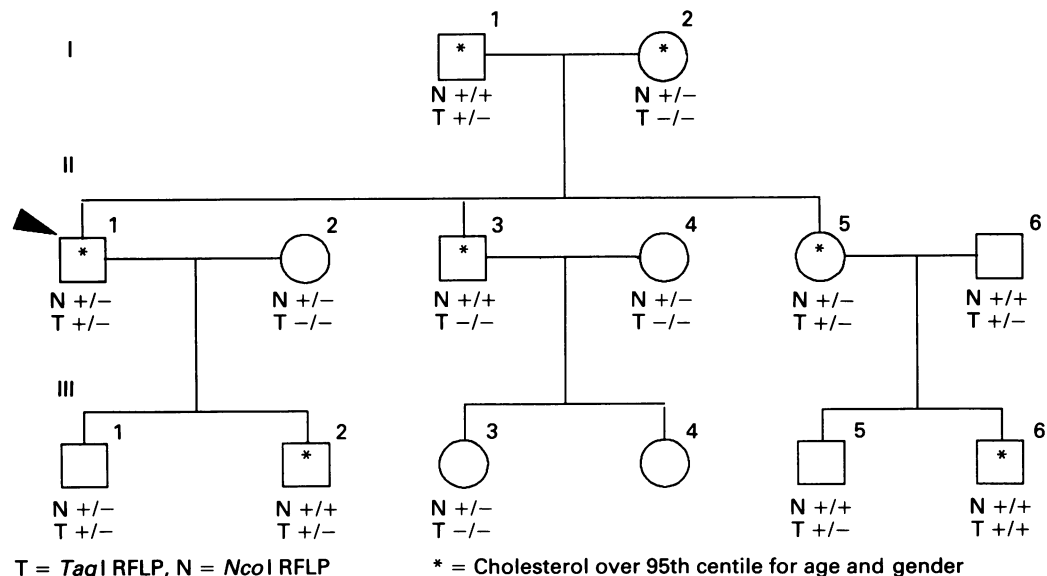 I
1 2
* *
N +/+ N +/−
T +/− T −/−
II
1 2 3 4 5 6
* * *
N +/− N +/− N +/+ N +/− N +/− N +/+
T +/− T −/− T −/− T −/− T +/− T +/−
III
1 2 3 4 5 6
* *
N +/− N +/+ N +/− N +/+ N +/+
T +/− T +/− T −/− T +/− T +/+
T = TaqI RFLP, N = NcoI RFLP * = Cholesterol over 95th centile for age and gender